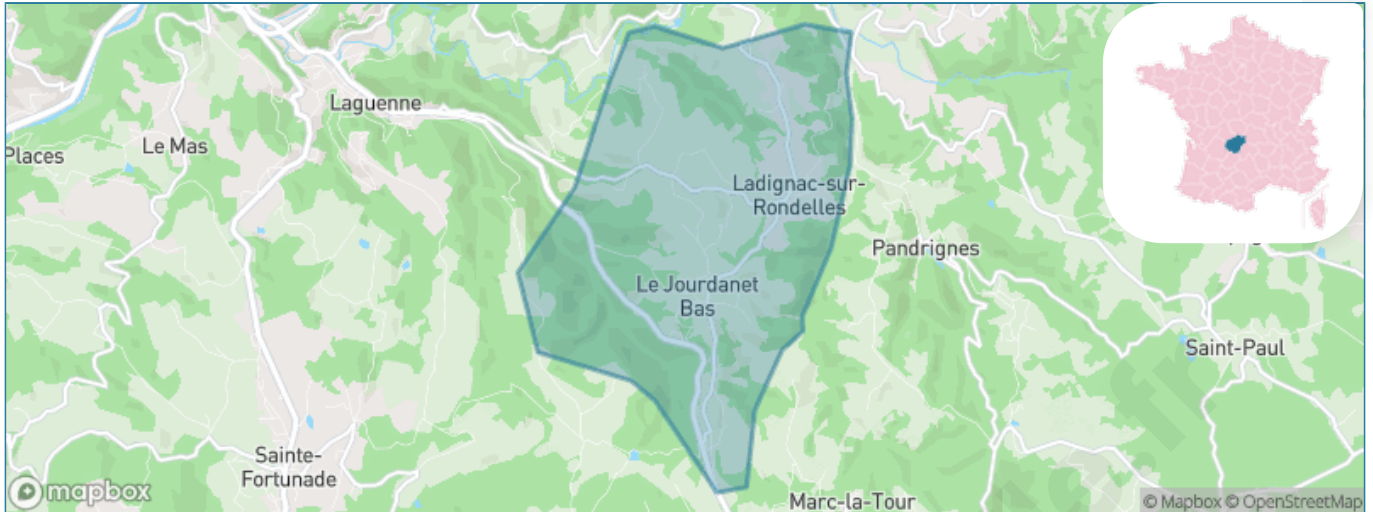 Laguenne
Le Mas
Places
Ladignac-sur-
Rondelles
Pandrignes
Le Jourdanet
Bas
Saint-Paul
Sainte-
Fortunade
Marc-la-Tour
mapbox
© Mapbox © OpenStreetMap